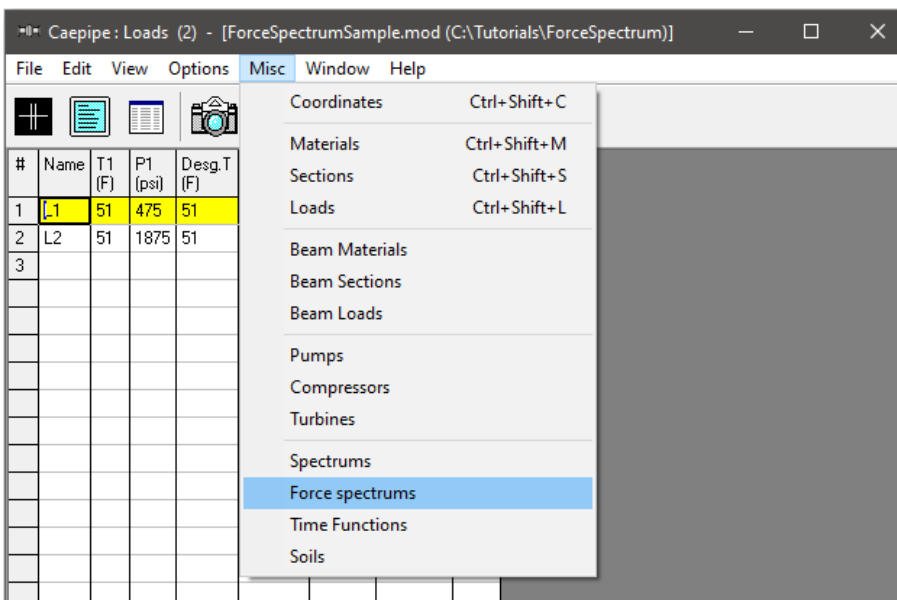 Caepipe : Loads (2) - [ForceSpectrumSample.mod (C:\Tutorials\ForceSpectrum)]
File Edit View Options Misc Window Help
Coordinates Ctrl+Shift+C
Materials Ctrl+Shift+M
Sections Ctrl+Shift+S
Loads Ctrl+Shift+L
Beam Materials
Beam Sections
Beam Loads
Pumps
Compressors
Turbines
Spectrums
Force spectrums
Time Functions
Soils
# Name T1 P1 Desg.T
(F) (psi) (F)
1 L1 51 475 51
2 L2 51 1875 51
3